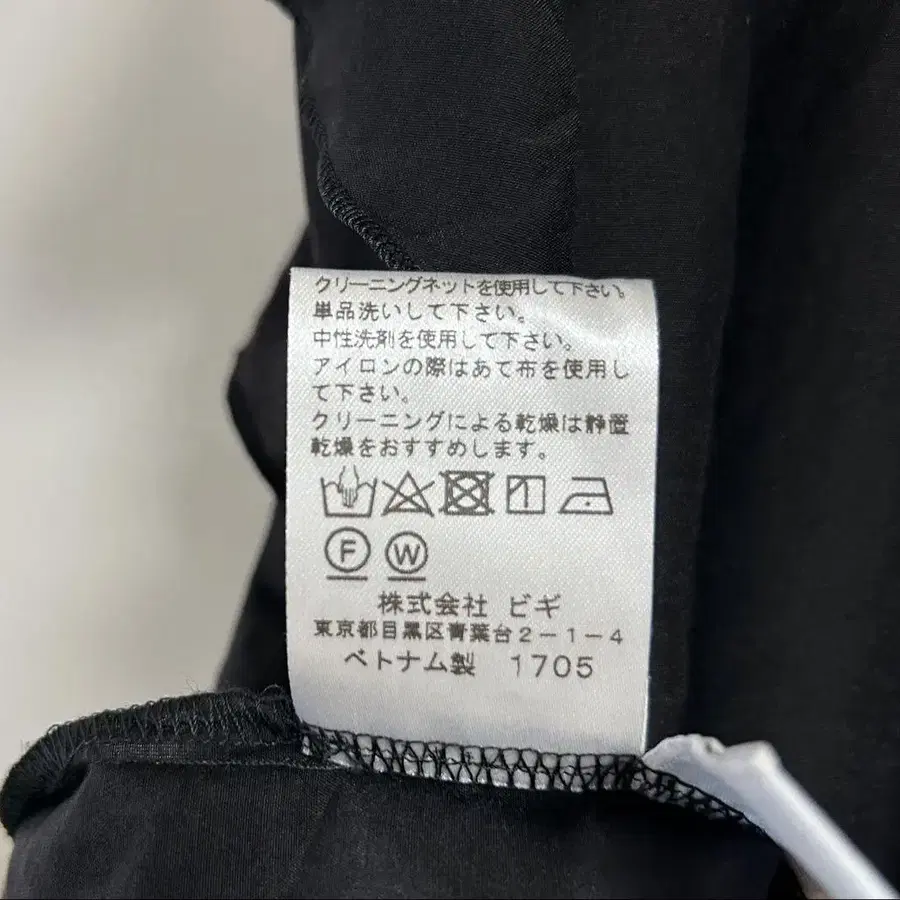 クリーニングネットを使用して下さい。
単品洗いして下さい。
中性洗剤を使用して下さい。
アイロンの際はあて布を使用し
て下さい。
クリーニングによる乾燥は静置
乾燥をおすすめします。
F W
株式会社 ビギ
東京都目黒区青葉台2-1-4
ベトナム製 1705